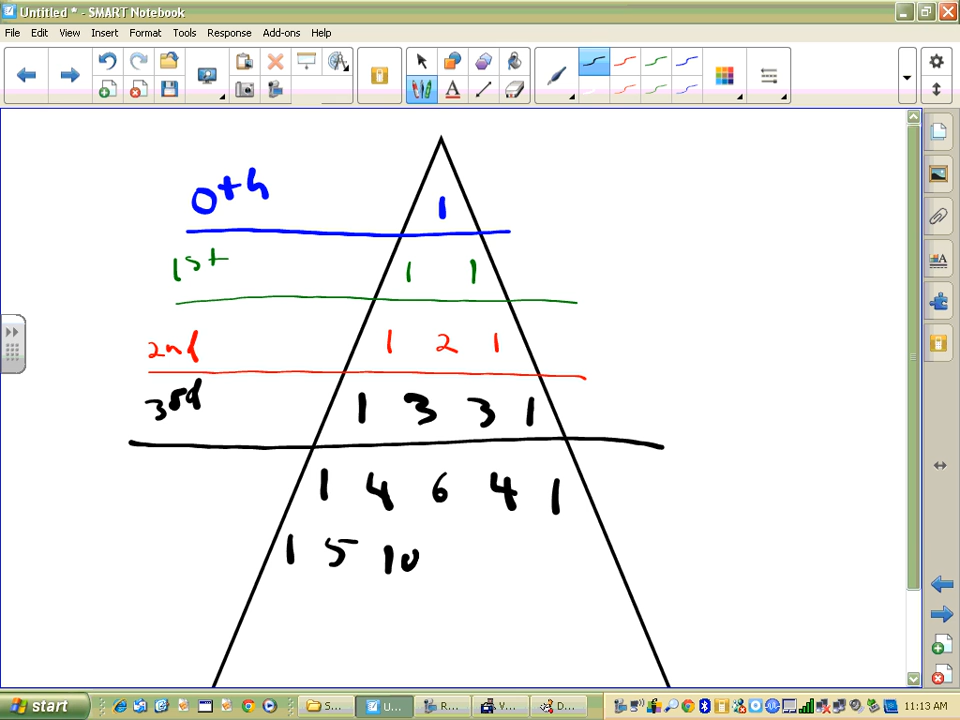 Untitled * - SMART Notebook
File Edit View Insert Format Tools Response Add-ons Help
0th 1
1st 1 1
2nd 1 2 1
3rd 1 3 3 1
1 4 6 4 1
1 5 10
start S... U... R... Y... D... 11:13 AM